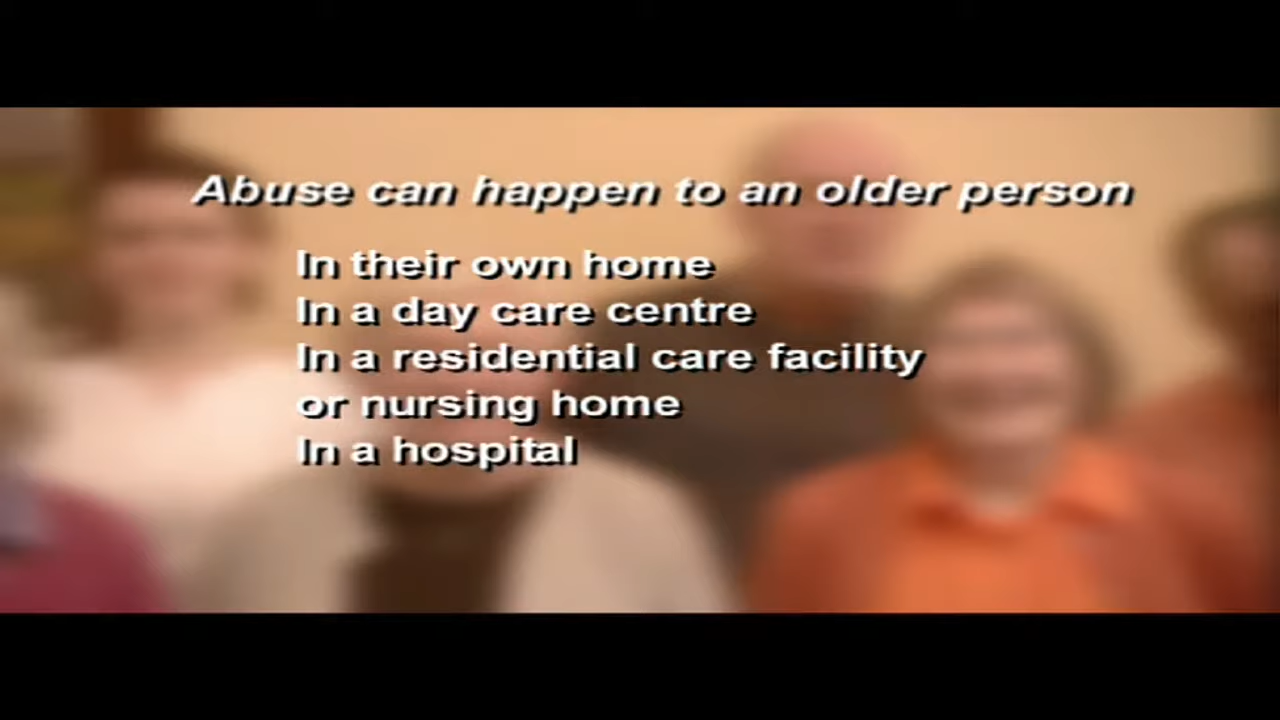 Abuse can happen to an older person
In their own home
In a day care centre
In a residential care facility
or nursing home
In a hospital